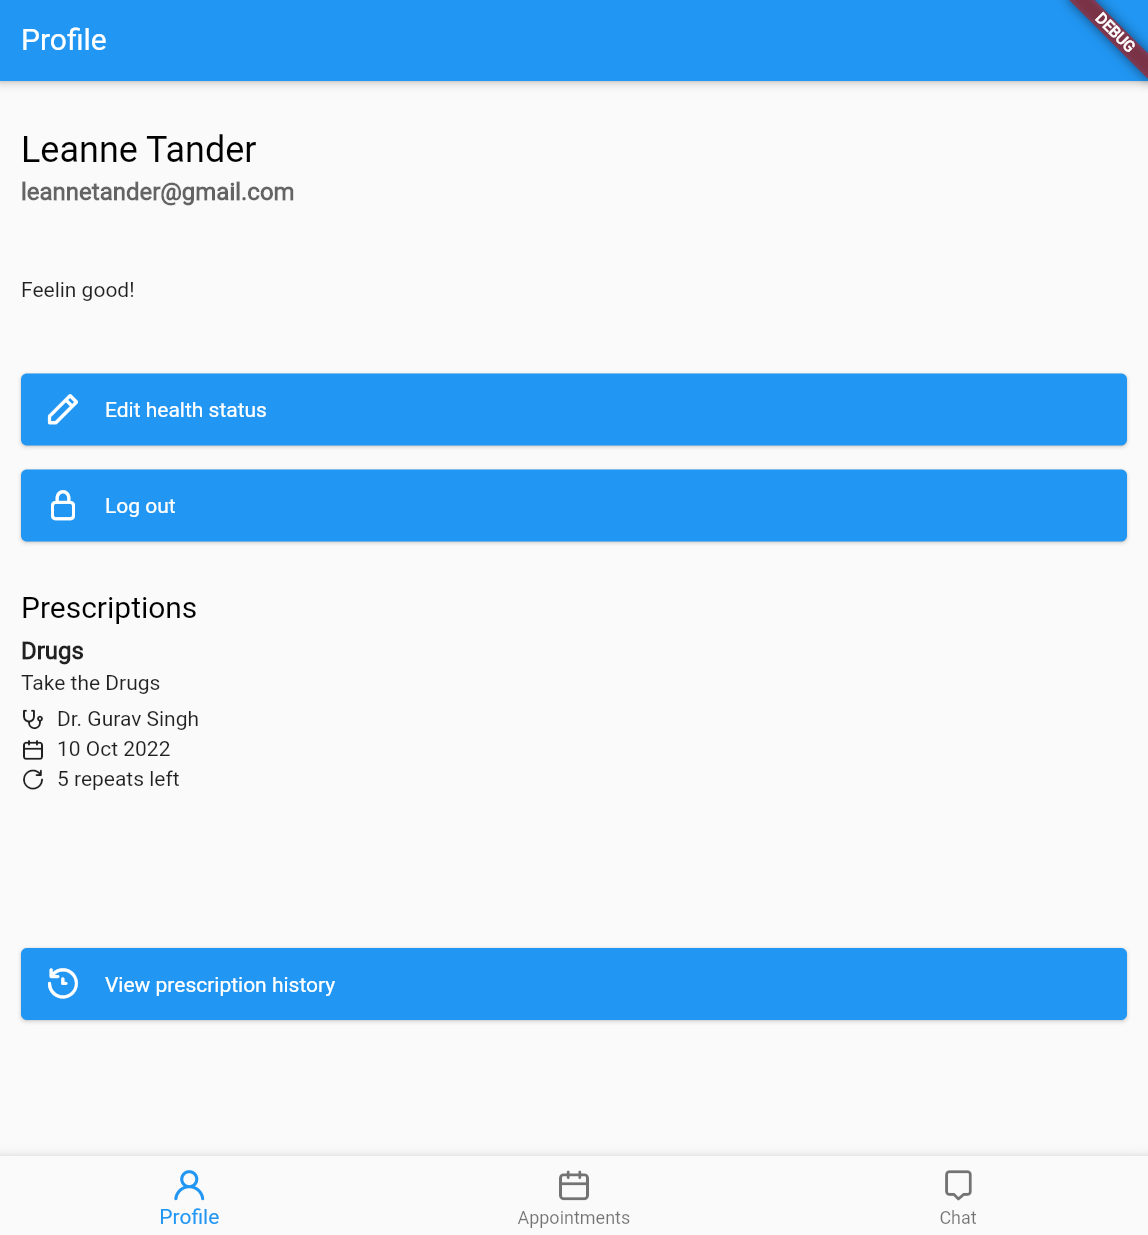 Profile
DEBUG
Leanne Tander
leannetander@gmail.com
Feelin good!
Edit health status
Log out
Prescriptions
Drugs
Take the Drugs
Dr. Gurav Singh
10 Oct 2022
5 repeats left
View prescription history
Profile
Appointments
Chat